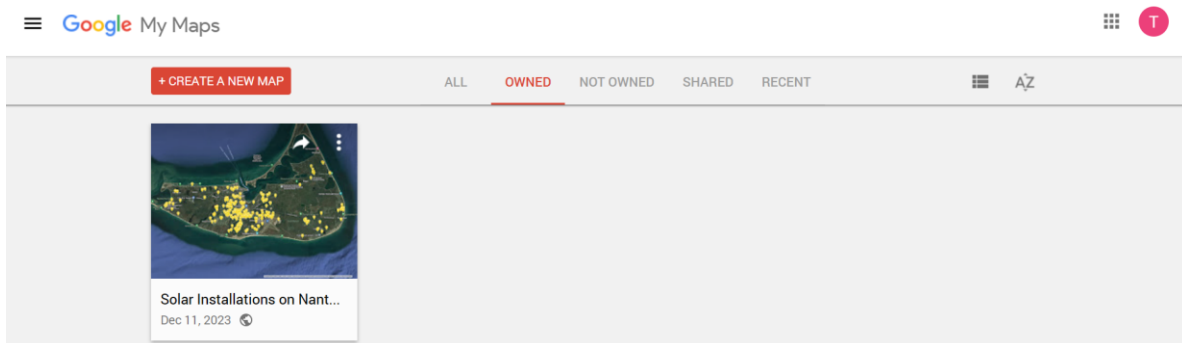 Google My Maps
T
+ CREATE A NEW MAP
ALL
OWNED
NOT OWNED
SHARED
RECENT
AZ
Solar Installations on Nant...
Dec 11, 2023